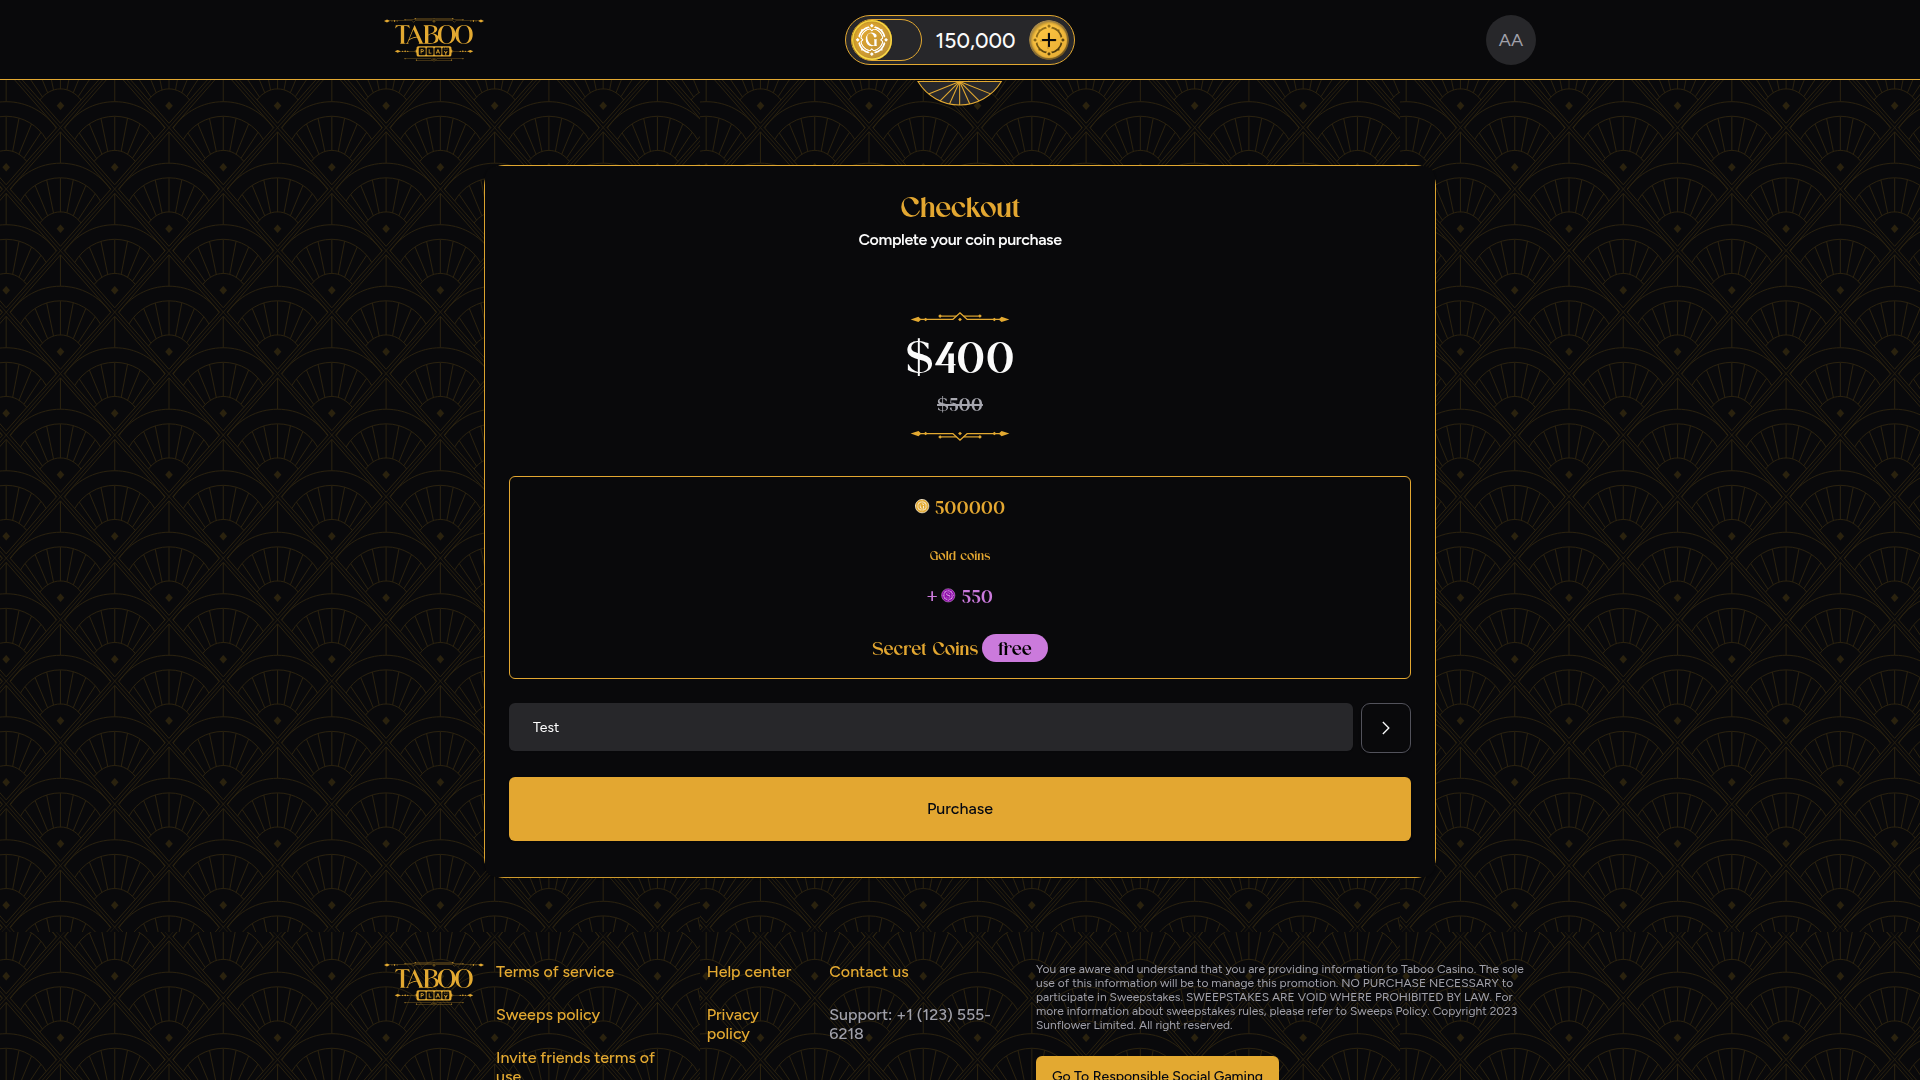 TABOO
PLAY
G
150,000
AA
Checkout
Complete your coin purchase
$400
$500
500000
Gold coins
+ S 550
Secret Coins free
Test
Purchase
TABOO
PLAY
Terms of service
Sweeps policy
Invite friends terms of
use
Help center
Privacy
policy
Contact us
Support: +1 (123) 555-
6218
You are aware and understand that you are providing information to Taboo Casino. The sole
use of this information will be to manage this promotion. NO PURCHASE NECESSARY to
participate in Sweepstakes. SWEEPSTAKES ARE VOID WHERE PROHIBITED BY LAW. For
more information about sweepstakes rules, please refer to Sweeps Policy. Copyright 2023
Sunflower Limited. All right reserved.
Go To Responsible Social Gaming